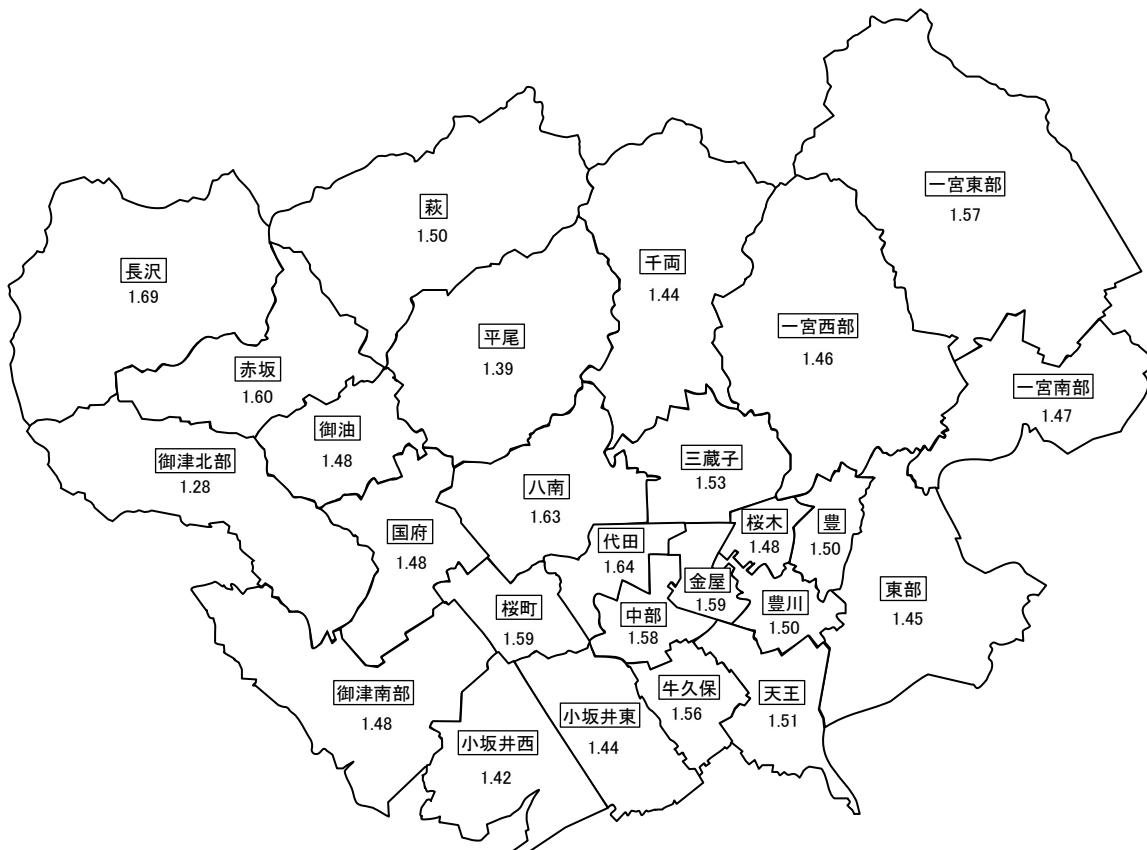 一宮東部
1.57
萩
1.50
千両
1.44
長沢
1.69
一宮西部
1.46
平尾
1.39
赤坂
1.60
一宮南部
1.47
御油
1.48
御津北部
1.28
三蔵子
1.53
八南
1.63
国府
1.48
桜木
1.48
豊
1.50
代田
1.64
金屋
1.59
豊川
1.50
東部
1.45
桜町
1.59
中部
1.58
御津南部
1.48
牛久保
1.56
天王
1.51
小坂井東
1.44
小坂井西
1.42